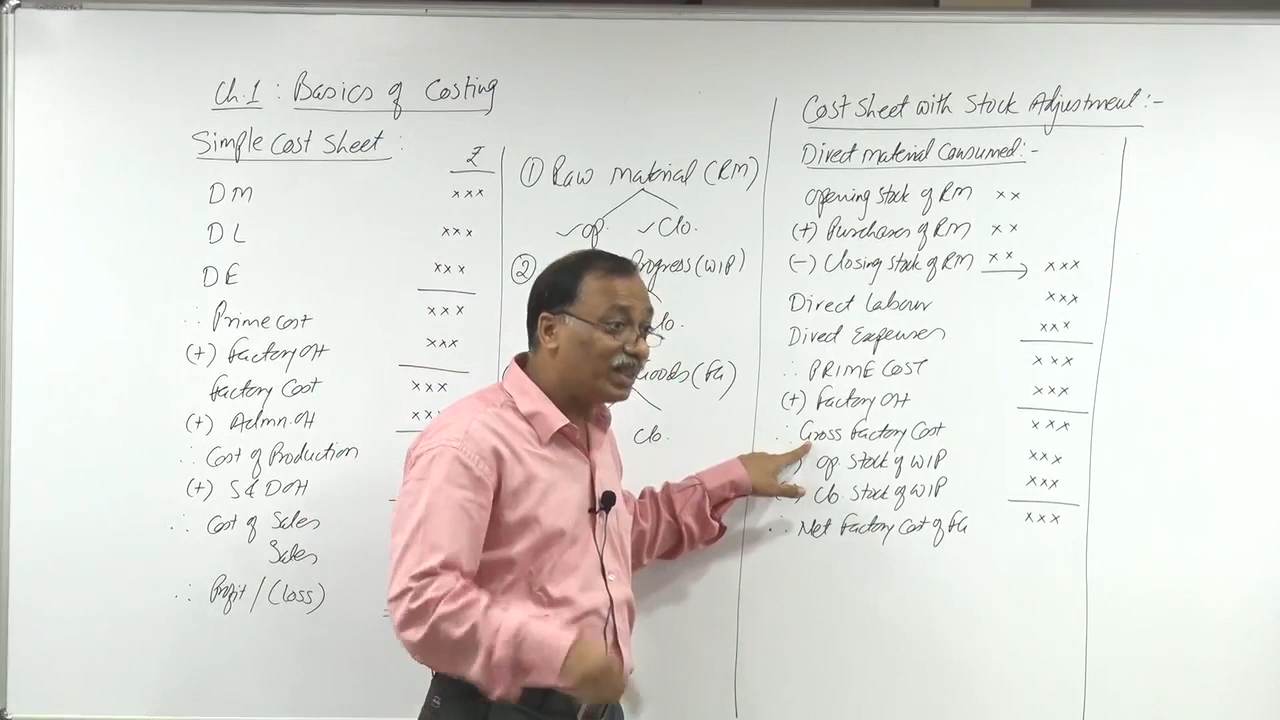 Ch.1 : Basics of Costing
Simple Cost Sheet :
₹
DM xxx
DL xxx
DE xxx
∴ Prime Cost xxx
(+) Factory OH xxx
Factory Cost xxx
(+) Admn. OH xx
∴ Cost of Production
(+) S & D OH
∴ Cost of Sales
Sales
∴ Profit / (Loss)
① Raw material (RM)
✓ op. ✓ Clo.
② Progress (WIP)
lo.
Goods (FG)
Clo.
Cost Sheet with Stock Adjustment :-
Direct Material Consumed :-
Opening Stock of RM xx
(+) Purchases of RM xx
(-) Closing Stock of RM xx → xxx
Direct Labour xxx
Direct Expenses xxx
∴ PRIME COST xxx
(+) Factory OH xxx
∴ Gross Factory Cost xxx
) op. Stock of WIP xxx
) Clo. Stock of WIP xxx
∴ Net Factory Cost of FG xxx